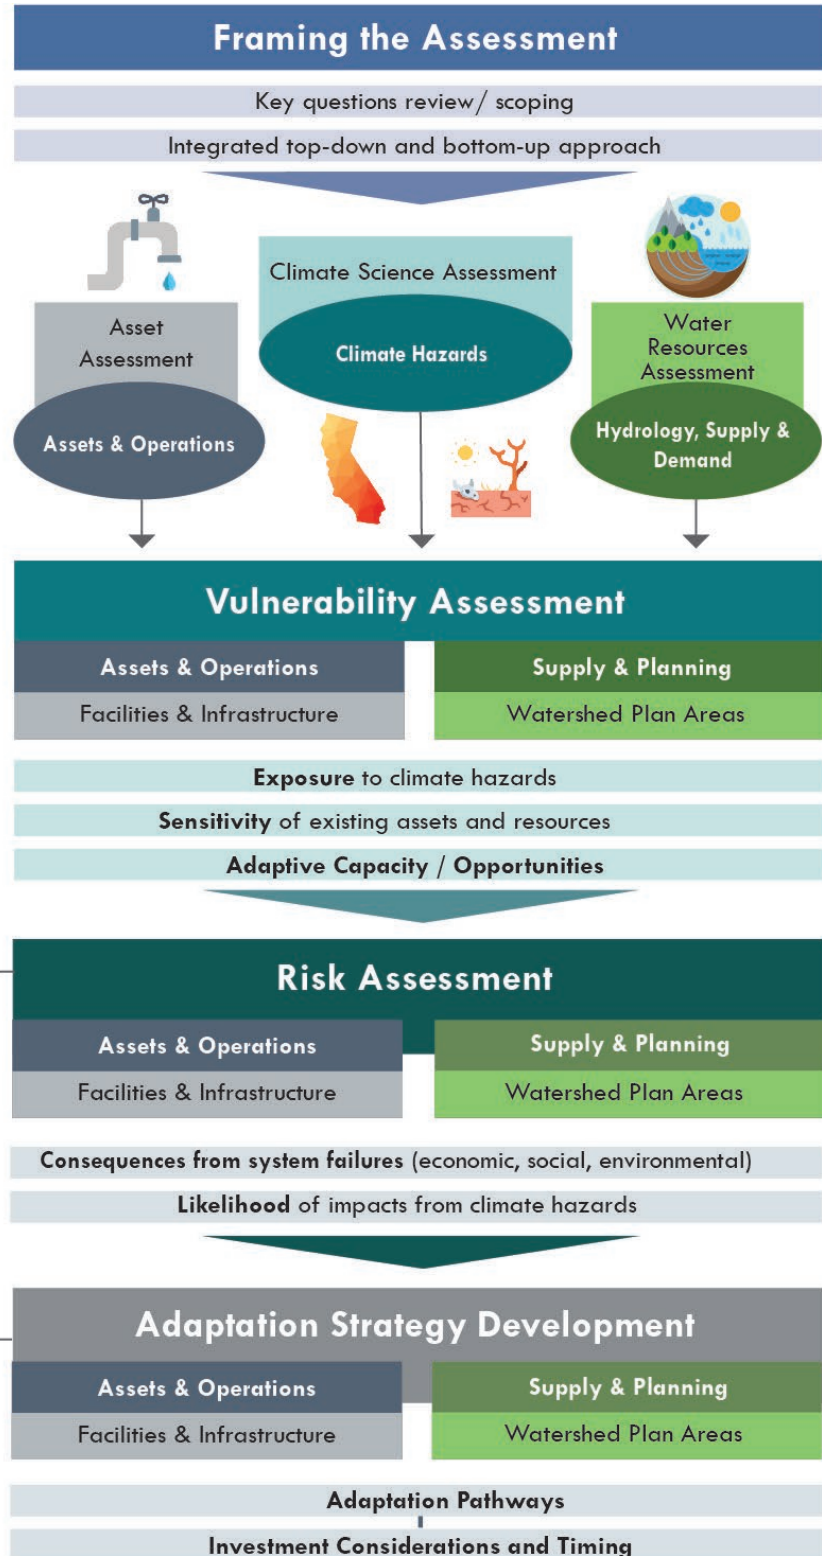 Framing the Assessment
Key questions review/ scoping
Integrated top-down and bottom-up approach
Asset
Assessment
Assets & Operations
Climate Science Assessment
Climate Hazards
Water
Resources
Assessment
Hydrology, Supply &
Demand
Vulnerability Assessment
Assets & Operations
Supply & Planning
Facilities & Infrastructure
Watershed Plan Areas
Exposure to climate hazards
Sensitivity of existing assets and resources
Adaptive Capacity / Opportunities
Risk Assessment
Assets & Operations
Supply & Planning
Facilities & Infrastructure
Watershed Plan Areas
Consequences from system failures (economic, social, environmental)
Likelihood of impacts from climate hazards
Adaptation Strategy Development
Assets & Operations
Supply & Planning
Facilities & Infrastructure
Watershed Plan Areas
Adaptation Pathways
Investment Considerations and Timing